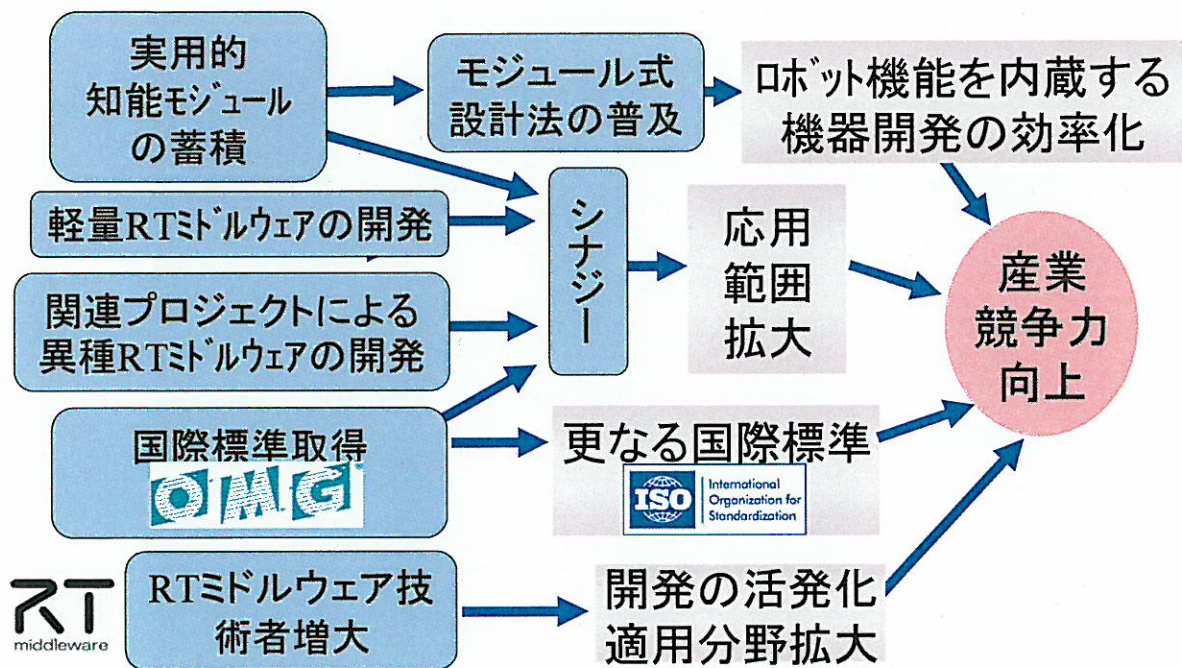 実用的
知能モジュール
の蓄積
モジュール式
設計法の普及
ロボット機能を内蔵する
機器開発の効率化
軽量RTミドルウェアの開発
シナジー
応用
範囲
拡大
産業
競争力
向上
関連プロジェクトによる
異種RTミドルウェアの開発
国際標準取得
OMG
更なる国際標準
ISO
International
Organization for
Standardization
RT
middleware
RTミドルウェア技
術者増大
開発の活発化
適用分野拡大